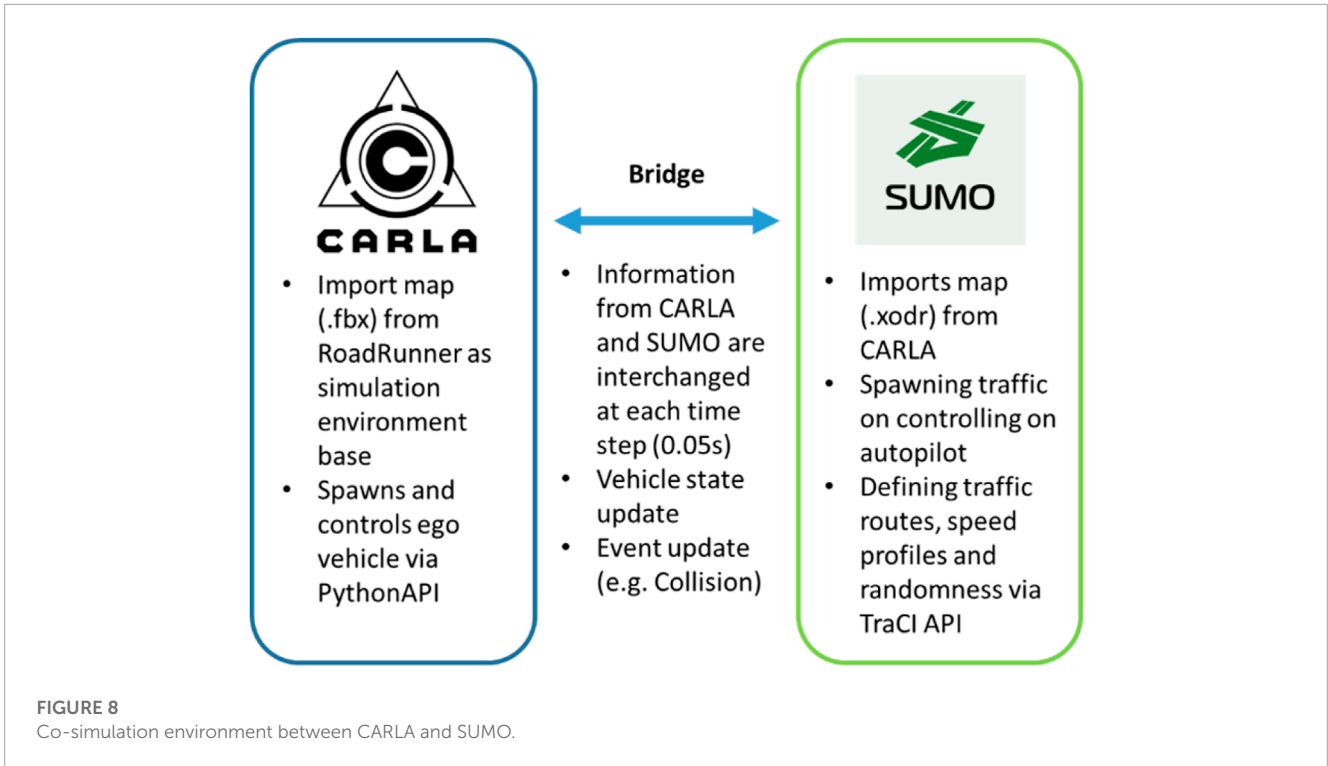 CARLA
• Import map
(.fbx) from
RoadRunner as
simulation
environment
base
• Spawns and
controls ego
vehicle via
PythonAPI
Bridge
• Information
from CARLA
and SUMO are
interchanged
at each time
step (0.05s)
• Vehicle state
update
• Event update
(e.g. Collision)
SUMO
• Imports map
(.xodr) from
CARLA
• Spawning traffic
on controlling on
autopilot
• Defining traffic
routes, speed
profiles and
randomness via
TraCI API
FIGURE 8
Co-simulation environment between CARLA and SUMO.